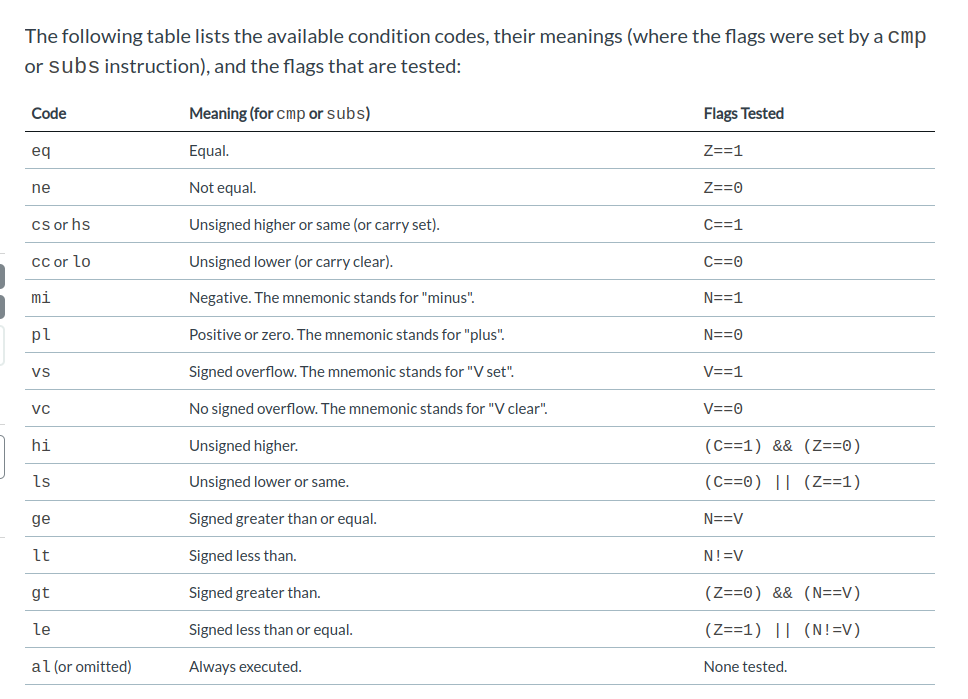 The following table lists the available condition codes, their meanings (where the flags were set by a cmp
or subs instruction), and the flags that are tested:
Code Meaning (for cmp or subs) Flags Tested
eq Equal. Z==1
ne Not equal. Z==0
cs or hs Unsigned higher or same (or carry set). C==1
cc or lo Unsigned lower (or carry clear). C==0
mi Negative. The mnemonic stands for "minus". N==1
pl Positive or zero. The mnemonic stands for "plus". N==0
vs Signed overflow. The mnemonic stands for "V set". V==1
vc No signed overflow. The mnemonic stands for "V clear". V==0
hi Unsigned higher. (C==1) && (Z==0)
ls Unsigned lower or same. (C==0) || (Z==1)
ge Signed greater than or equal. N==V
lt Signed less than. N!=V
gt Signed greater than. (Z==0) && (N==V)
le Signed less than or equal. (Z==1) || (N!=V)
al (or omitted) Always executed. None tested.